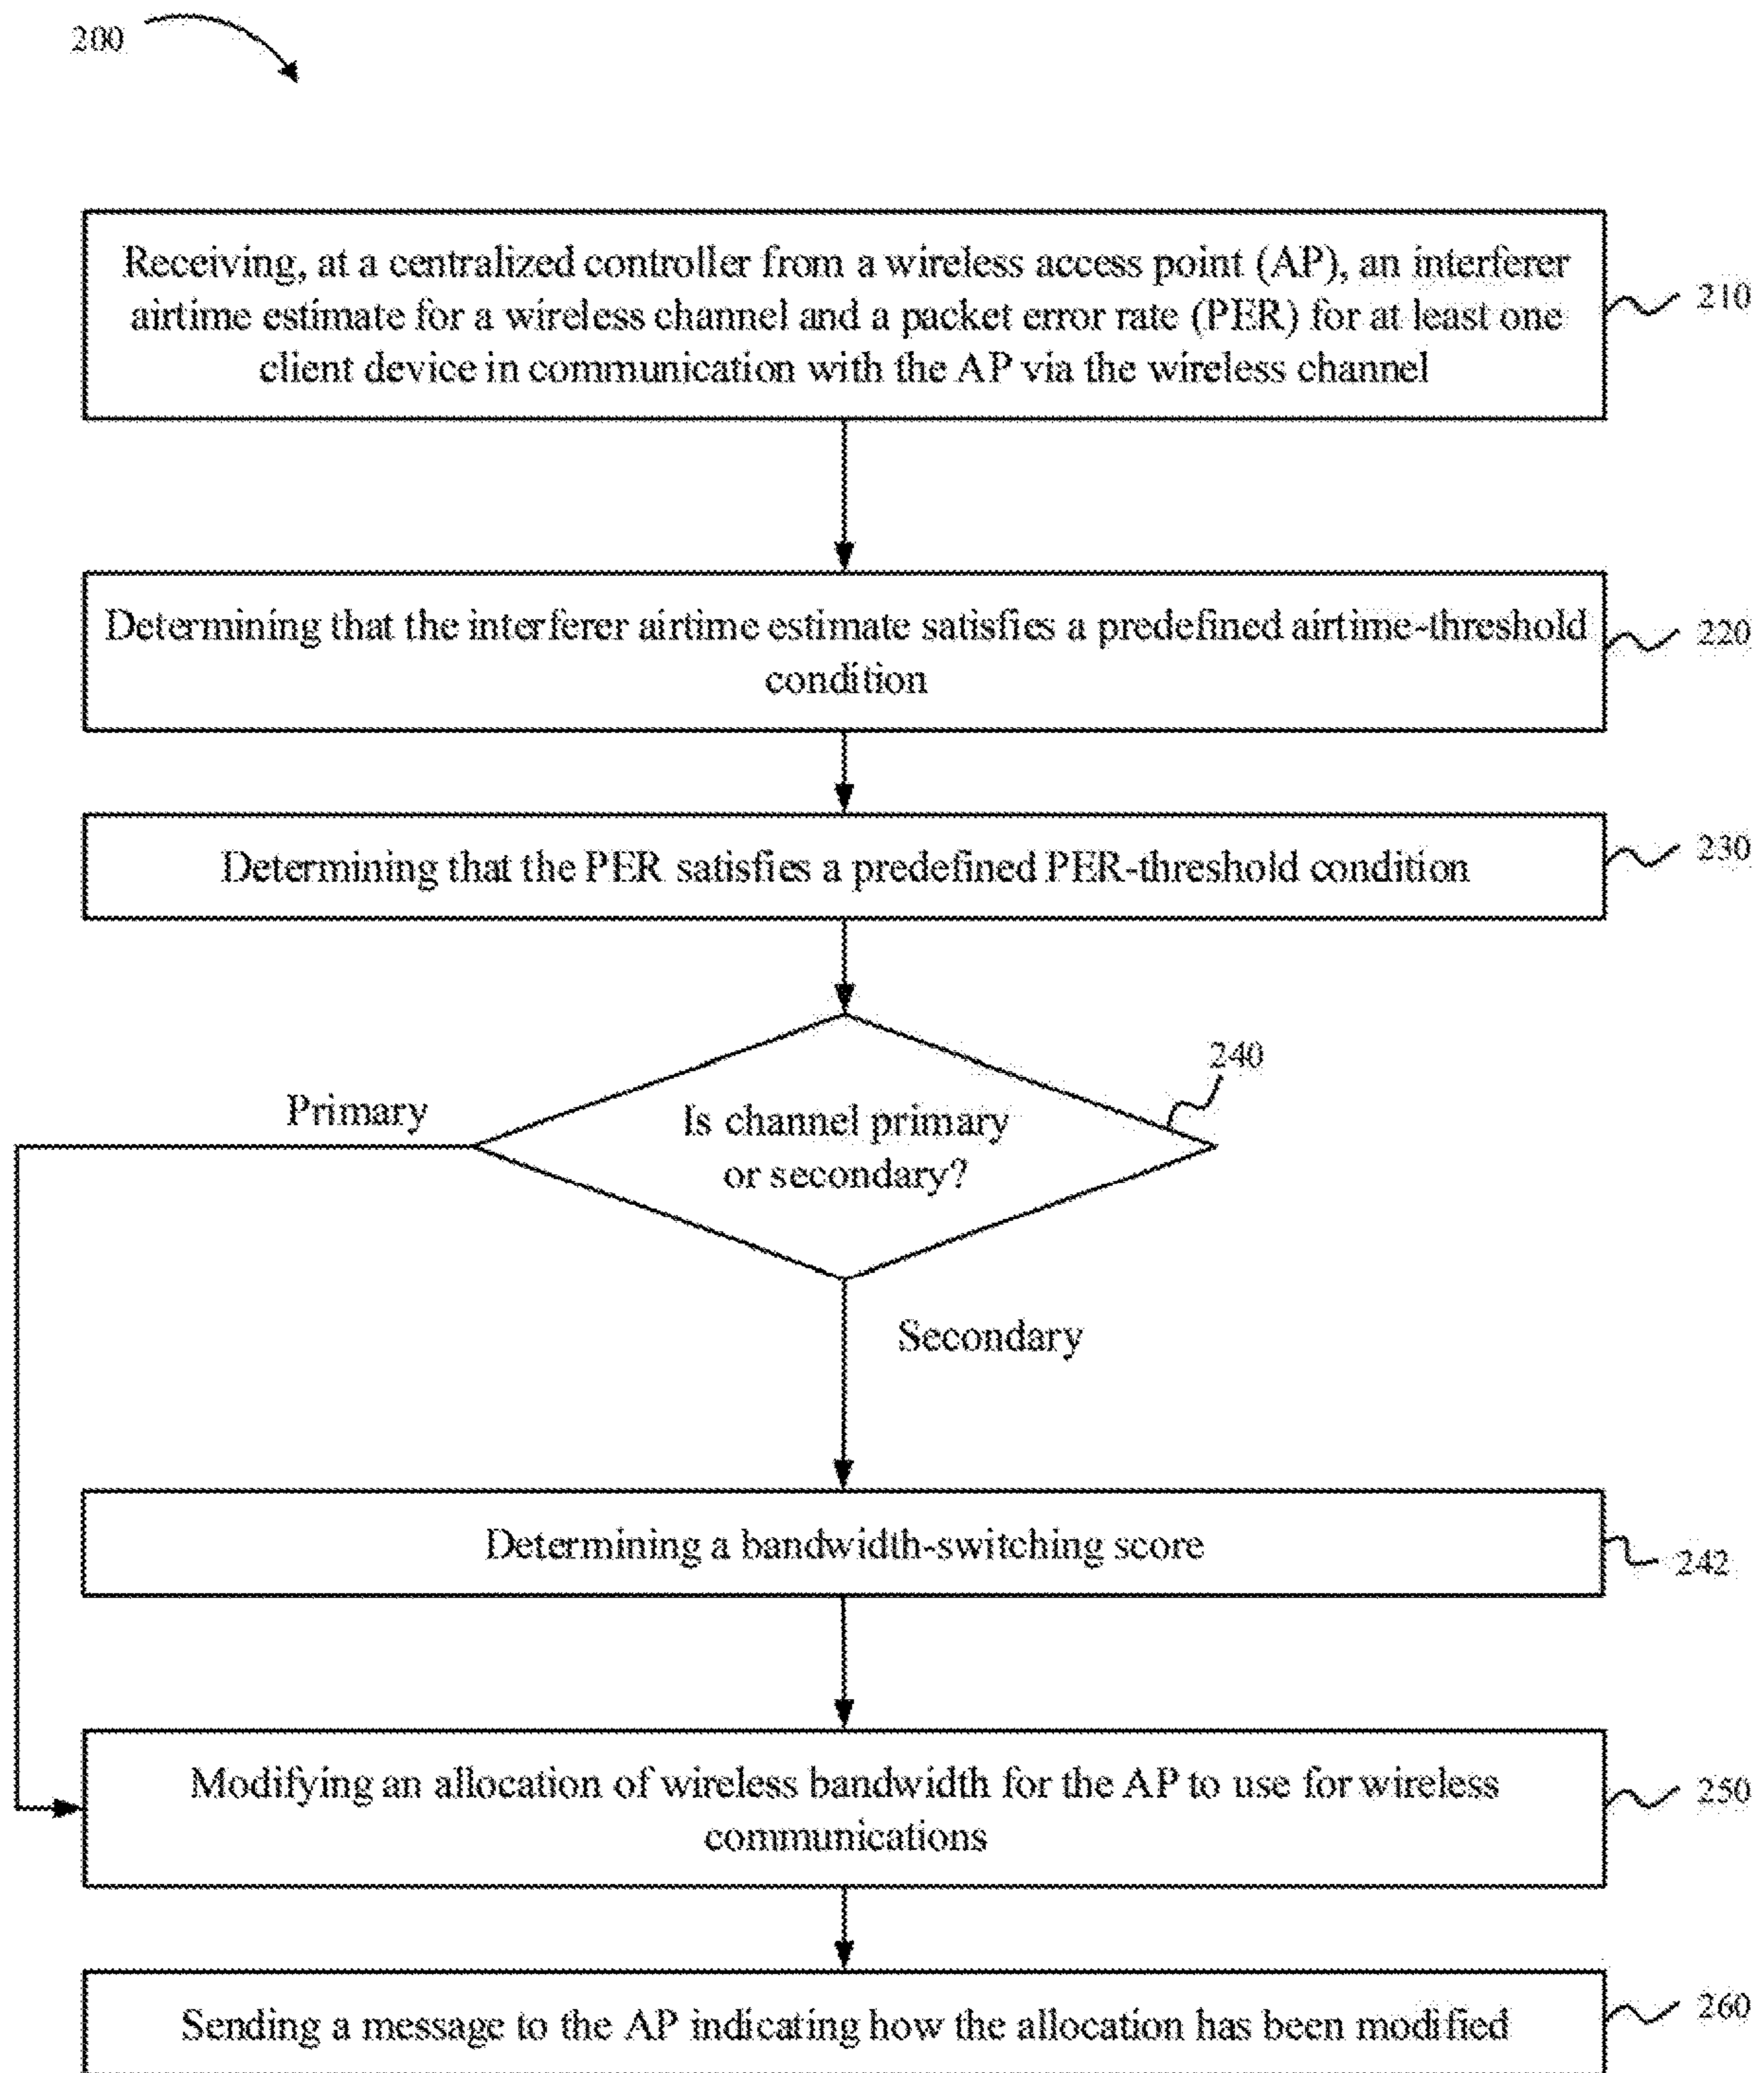 200
Receiving, at a centralized controller from a wireless access point (AP), an interferer
airtime estimate for a wireless channel and a packet error rate (PER) for at least one
client device in communication with the AP via the wireless channel
210
Determining that the interferer airtime estimate satisfies a predefined airtime-threshold
condition
220
Determining that the PER satisfies a predefined PER-threshold condition
230
240
Primary
Is channel primary
or secondary?
Secondary
Determining a bandwidth-switching score
242
Modifying an allocation of wireless bandwidth for the AP to use for wireless
communications
250
Sending a message to the AP indicating how the allocation has been modified
260